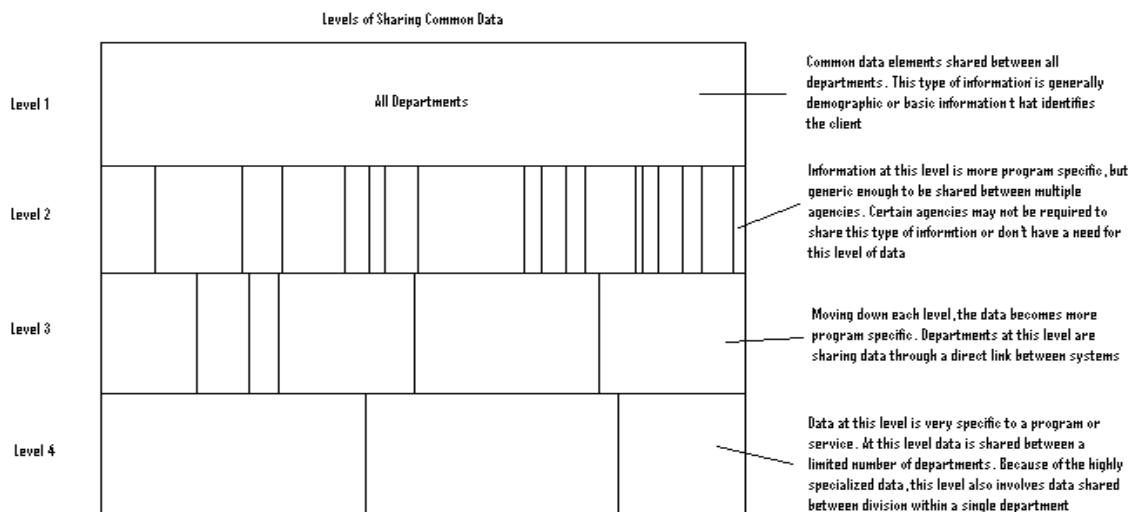 Levels of Sharing Common Data
Level 1
All Departments
Common data elements shared between all
departments. This type of information is generally
demographic or basic information t hat identifies
the client
Level 2
Information at this level is more program specific, but
generic enough to be shared between multiple
agencies. Certain agencies may not be required to
share this type of informtion or don't have a need for
this level of data
Level 3
Moving down each level, the data becomes more
program specific. Departments at this level are
sharing data through a direct link between systems
Level 4
Data at this level is very specific to a program or
service. At this level data is shared between a
limited number of departments. Because of the highly
specialized data, this level also involves data shared
between division within a single department